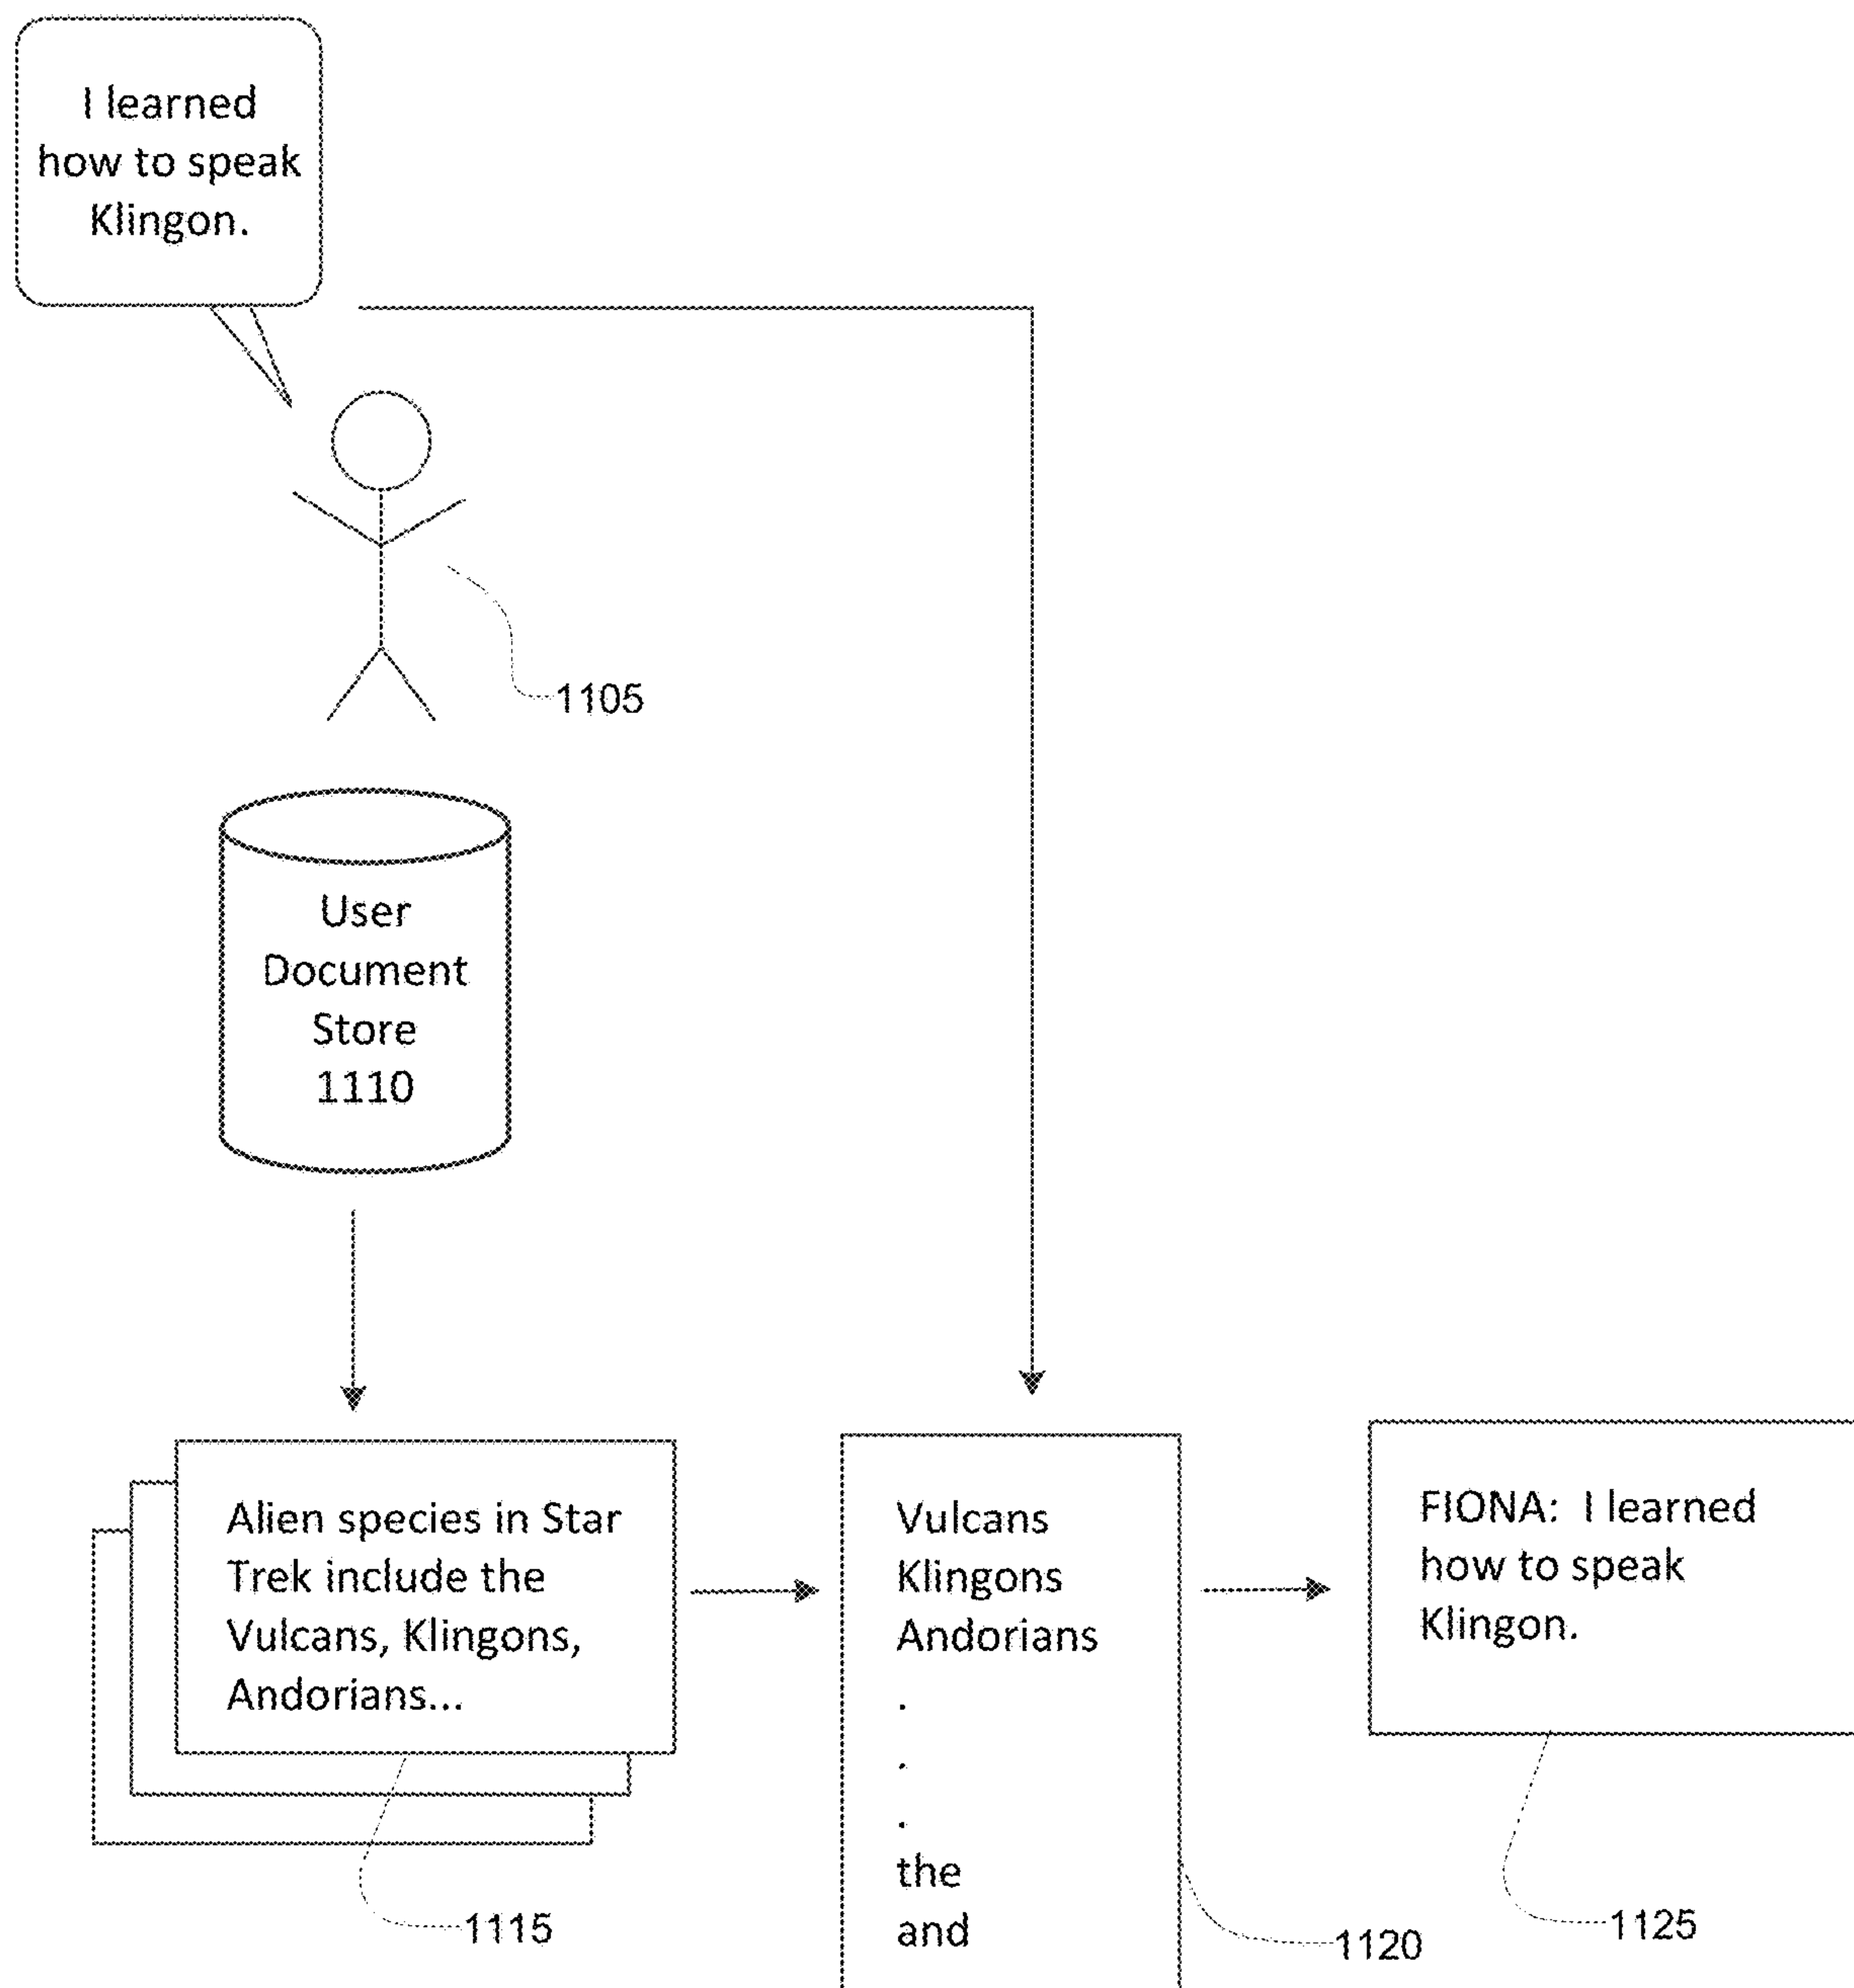 I learned
how to speak
Klingon.
1105
User
Document
Store
1110
Alien species in Star
Trek include the
Vulcans, Klingons,
Andorians...
1115
Vulcans
Klingons
Andorians
.
.
.
the
and
1120
FIONA: I learned
how to speak
Klingon.
1125